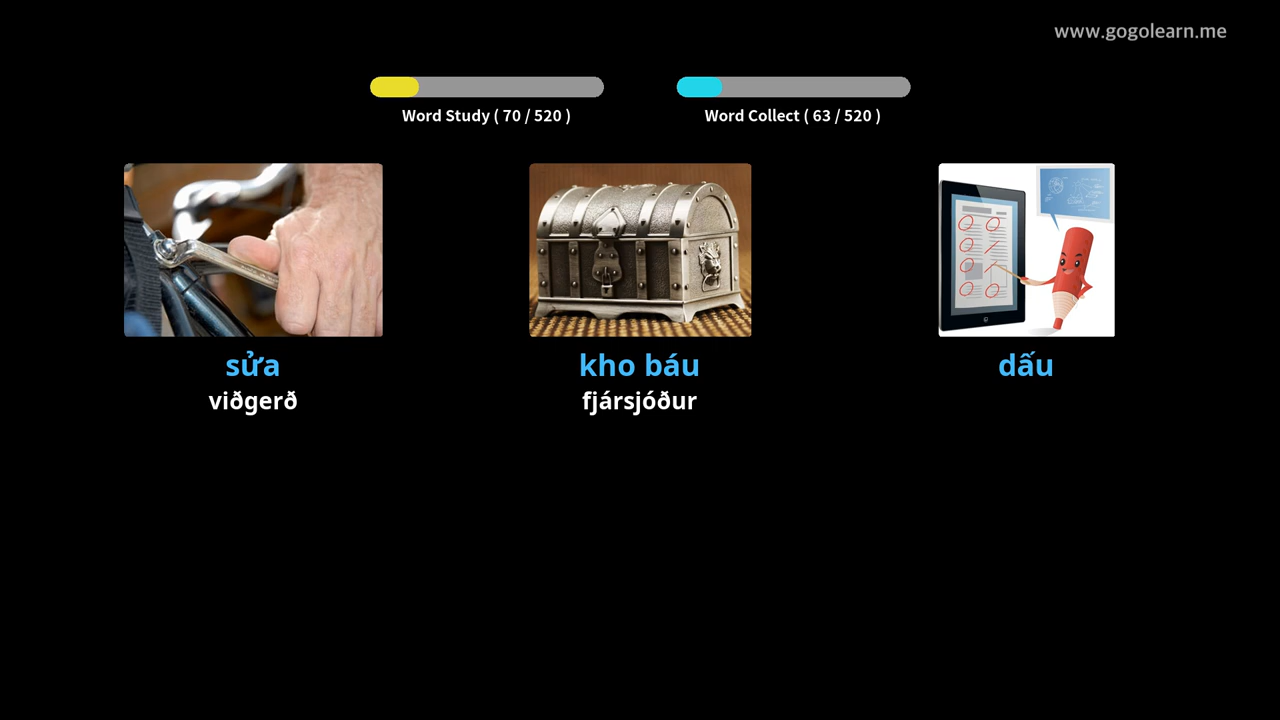 www.gogolearn.me
Word Study ( 70 / 520 )
Word Collect ( 63 / 520 )
sửa
viðgerð
kho báu
fjársjóður
dấu